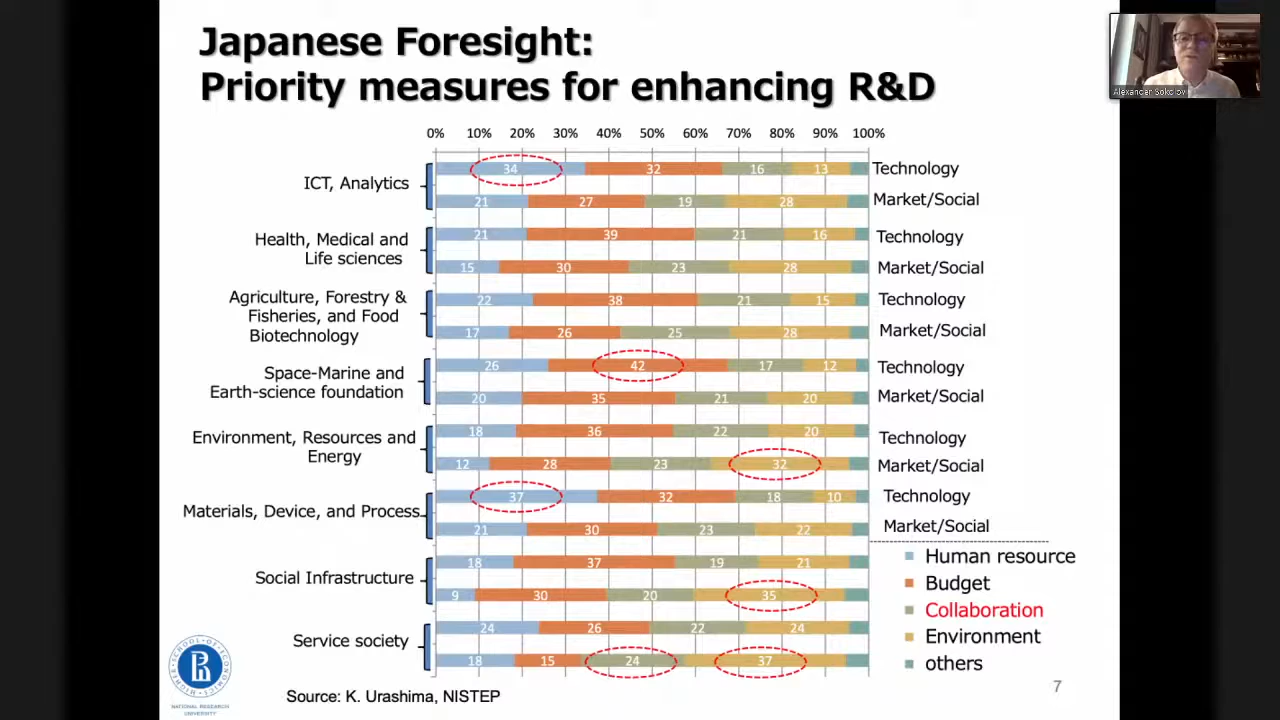 Japanese Foresight:
Priority measures for enhancing R&D
Alexander Sokolov
0% 10% 20% 30% 40% 50% 60% 70% 80% 90% 100%
ICT, Analytics
34 32 16 13 Technology
21 27 19 28 Market/Social
Health, Medical and
Life sciences
21 39 21 16 Technology
15 30 23 28 Market/Social
Agriculture, Forestry &
Fisheries, and Food
Biotechnology
22 38 21 15 Technology
17 26 25 28 Market/Social
Space-Marine and
Earth-science foundation
26 42 17 12 Technology
20 35 21 20 Market/Social
Environment, Resources and
Energy
18 36 22 20 Technology
12 28 23 32 Market/Social
Materials, Device, and Process
37 32 18 10 Technology
21 30 23 22 Market/Social
Social Infrastructure
18 37 19 21
9 30 20 35
Service society
24 26 22 24
18 15 24 37
Human resource
Budget
Collaboration
Environment
others
HIGHER SCHOOL OF ECONOMICS
NATIONAL RESEARCH
UNIVERSITY
Source: K. Urashima, NISTEP
7